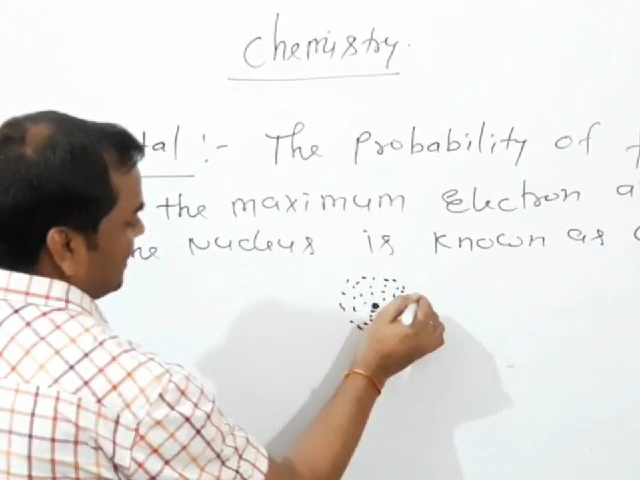 Chemistry.
tal :- The Probability of
the maximum Electron a
Nucleus is known as